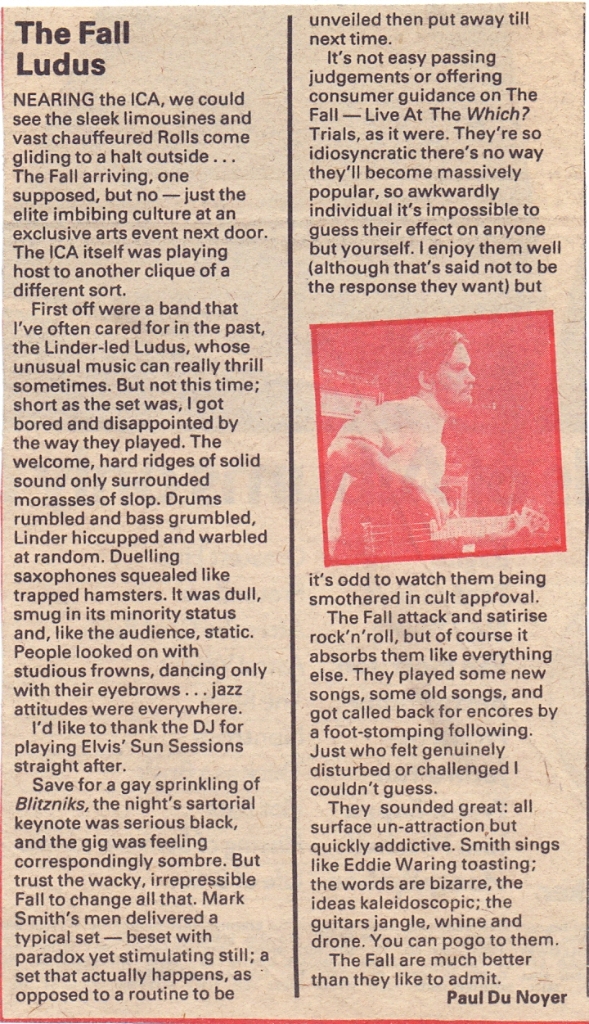 The Fall
Ludus
NEARING the ICA, we could
see the sleek limousines and
vast chauffeured Rolls come
gliding to a halt outside . . .
The Fall arriving, one
supposed, but no — just the
elite imbibing culture at an
exclusive arts event next door.
The ICA itself was playing
host to another clique of a
different sort.
First off were a band that
I've often cared for in the past,
the Linder-led Ludus, whose
unusual music can really thrill
sometimes. But not this time;
short as the set was, I got
bored and disappointed by
the way they played. The
welcome, hard ridges of solid
sound only surrounded
morasses of slop. Drums
rumbled and bass grumbled,
Linder hiccupped and warbled
at random. Duelling
saxophones squealed like
trapped hamsters. It was dull,
smug in its minority status
and, like the audience, static.
People looked on with
studious frowns, dancing only
with their eyebrows . . . jazz
attitudes were everywhere.
I'd like to thank the DJ for
playing Elvis' Sun Sessions
straight after.
Save for a gay sprinkling of
Blitzniks, the night's sartorial
keynote was serious black,
and the gig was feeling
correspondingly sombre. But
trust the wacky, irrepressible
Fall to change all that. Mark
Smith's men delivered a
typical set — beset with
paradox yet stimulating still; a
set that actually happens, as
opposed to a routine to be
unveiled then put away till
next time.
It's not easy passing
judgements or offering
consumer guidance on The
Fall — Live At The Which?
Trials, as it were. They're so
idiosyncratic there's no way
they'll become massively
popular, so awkwardly
individual it's impossible to
guess their effect on anyone
but yourself. I enjoy them well
(although that's said not to be
the response they want) but
it's odd to watch them being
smothered in cult approval.
The Fall attack and satirise
rock'n'roll, but of course it
absorbs them like everything
else. They played some new
songs, some old songs, and
got called back for encores by
a foot-stomping following.
Just who felt genuinely
disturbed or challenged I
couldn't guess.
They sounded great: all
surface un-attraction but
quickly addictive. Smith sings
like Eddie Waring toasting;
the words are bizarre, the
ideas kaleidoscopic; the
guitars jangle, whine and
drone. You can pogo to them.
The Fall are much better
than they like to admit.
Paul Du Noyer